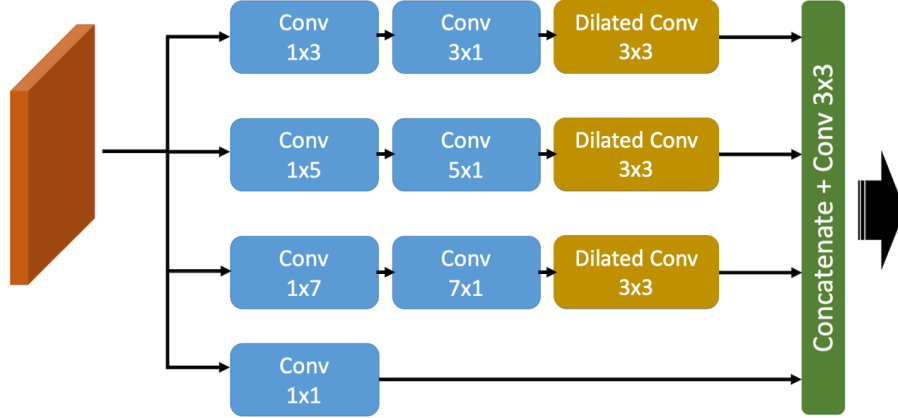 Conv
1x3
Conv
3x1
Dilated Conv
3x3
Conv
1x5
Conv
5x1
Dilated Conv
3x3
Conv
1x7
Conv
7x1
Dilated Conv
3x3
Conv
1x1
Concatenate + Conv 3x3